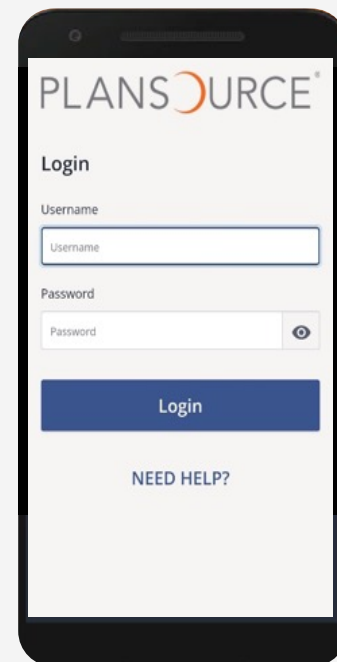 PLANSOURCE®
Login
Username
Username
Password
Password
Login
NEED HELP?